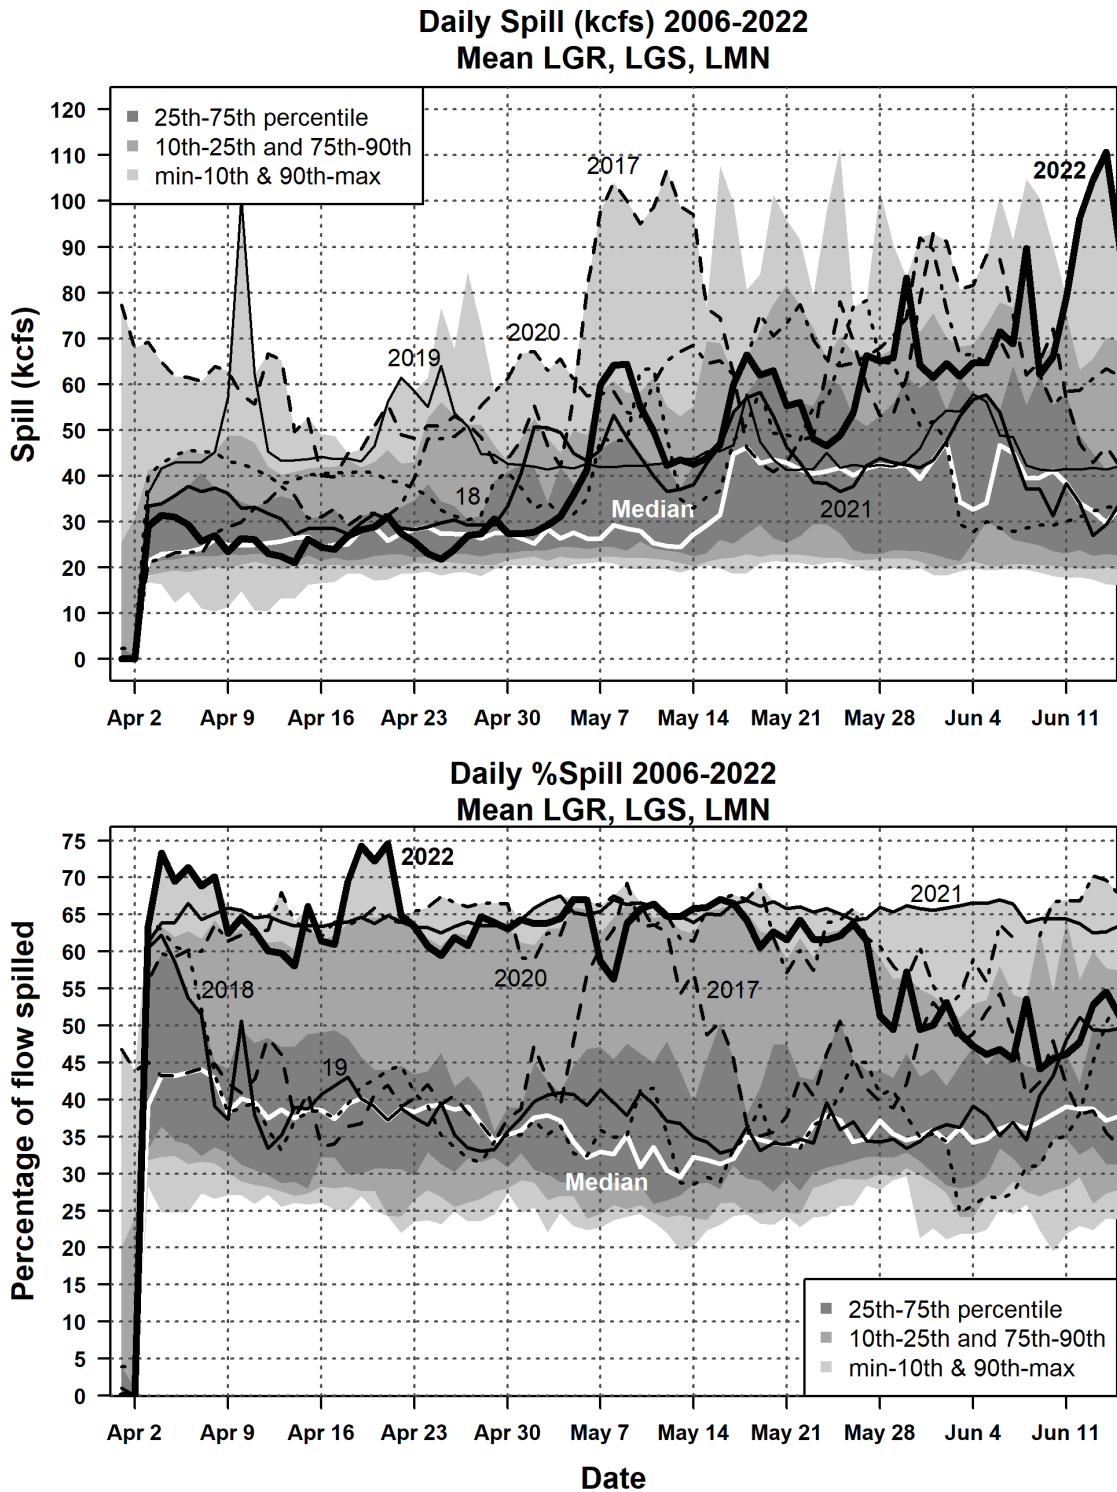 Daily Spill (kcfs) 2006-2022
Mean LGR, LGS, LMN
Spill (kcfs)
120
110
100
90
80
70
60
50
40
30
20
10
0
25th-75th percentile
10th-25th and 75th-90th
min-10th & 90th-max
2017
2022
2020
2019
18
Median
2021
Apr 2 Apr 9 Apr 16 Apr 23 Apr 30 May 7 May 14 May 21 May 28 Jun 4 Jun 11
Daily %Spill 2006-2022
Mean LGR, LGS, LMN
Percentage of flow spilled
75
70
65
60
55
50
45
40
35
30
25
20
15
10
5
0
2022
2021
2020
2018
2017
19
Median
25th-75th percentile
10th-25th and 75th-90th
min-10th & 90th-max
Apr 2 Apr 9 Apr 16 Apr 23 Apr 30 May 7 May 14 May 21 May 28 Jun 4 Jun 11
Date